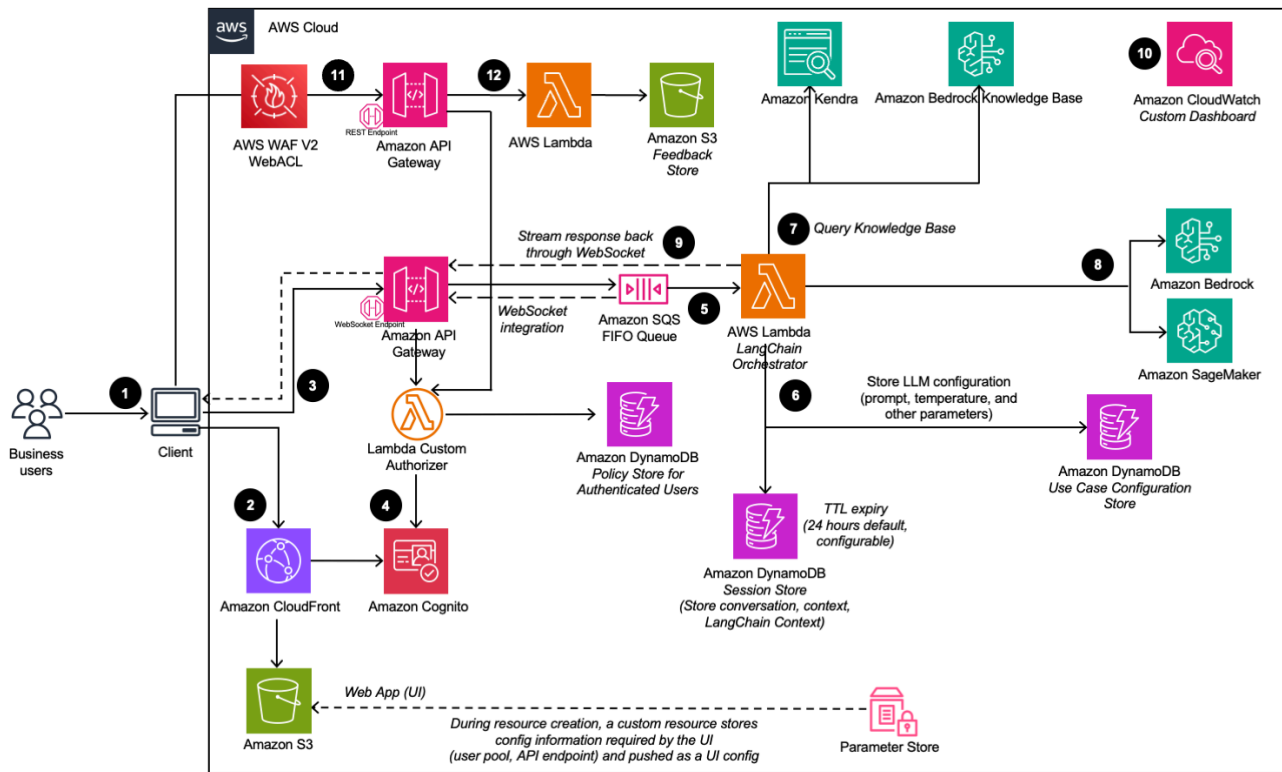 aws
AWS Cloud
11
12
10
REST Endpoint
AWS WAF V2
WebACL
Amazon API
Gateway
AWS Lambda
Amazon S3
Feedback
Store
Amazon Kendra
Amazon Bedrock Knowledge Base
Amazon CloudWatch
Custom Dashboard
7
Query Knowledge Base
Stream response back
through WebSocket
9
8
Amazon Bedrock
WebSocket Endpoint
Amazon API
Gateway
WebSocket
integration
Amazon SQS
FIFO Queue
5
AWS Lambda
LangChain
Orchestrator
Amazon SageMaker
1
3
Business
users
Client
6
Store LLM configuration
(prompt, temperature, and
other parameters)
Lambda Custom
Authorizer
Amazon DynamoDB
Policy Store for
Authenticated Users
Amazon DynamoDB
Use Case Configuration
Store
2
4
TTL expiry
(24 hours default,
configurable)
Amazon CloudFront
Amazon Cognito
Amazon DynamoDB
Session Store
(Store conversation, context,
LangChain Context)
Web App (UI)
During resource creation, a custom resource stores
config information required by the UI
(user pool, API endpoint) and pushed as a UI config
Amazon S3
Parameter Store